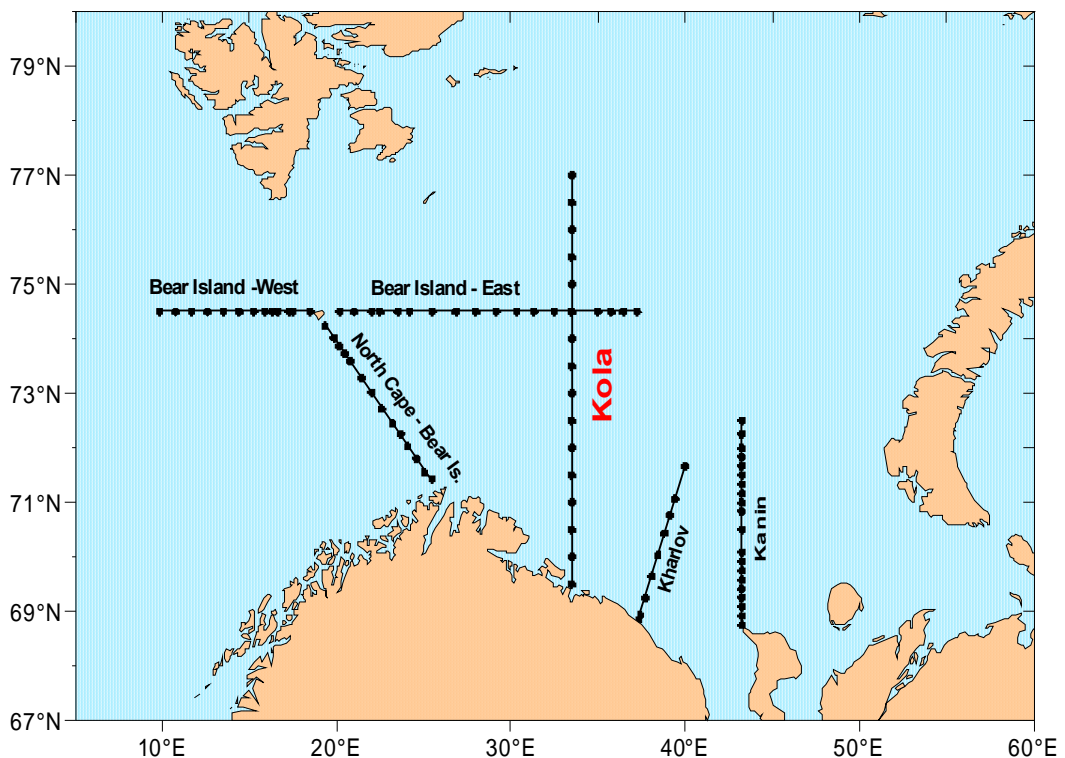 79°N
77°N
75°N
Bear Island -West
Bear Island - East
North Cape - Bear Is.
Kola
73°N
71°N
Kharlov
Kanin
69°N
67°N
10°E
20°E
30°E
40°E
50°E
60°E